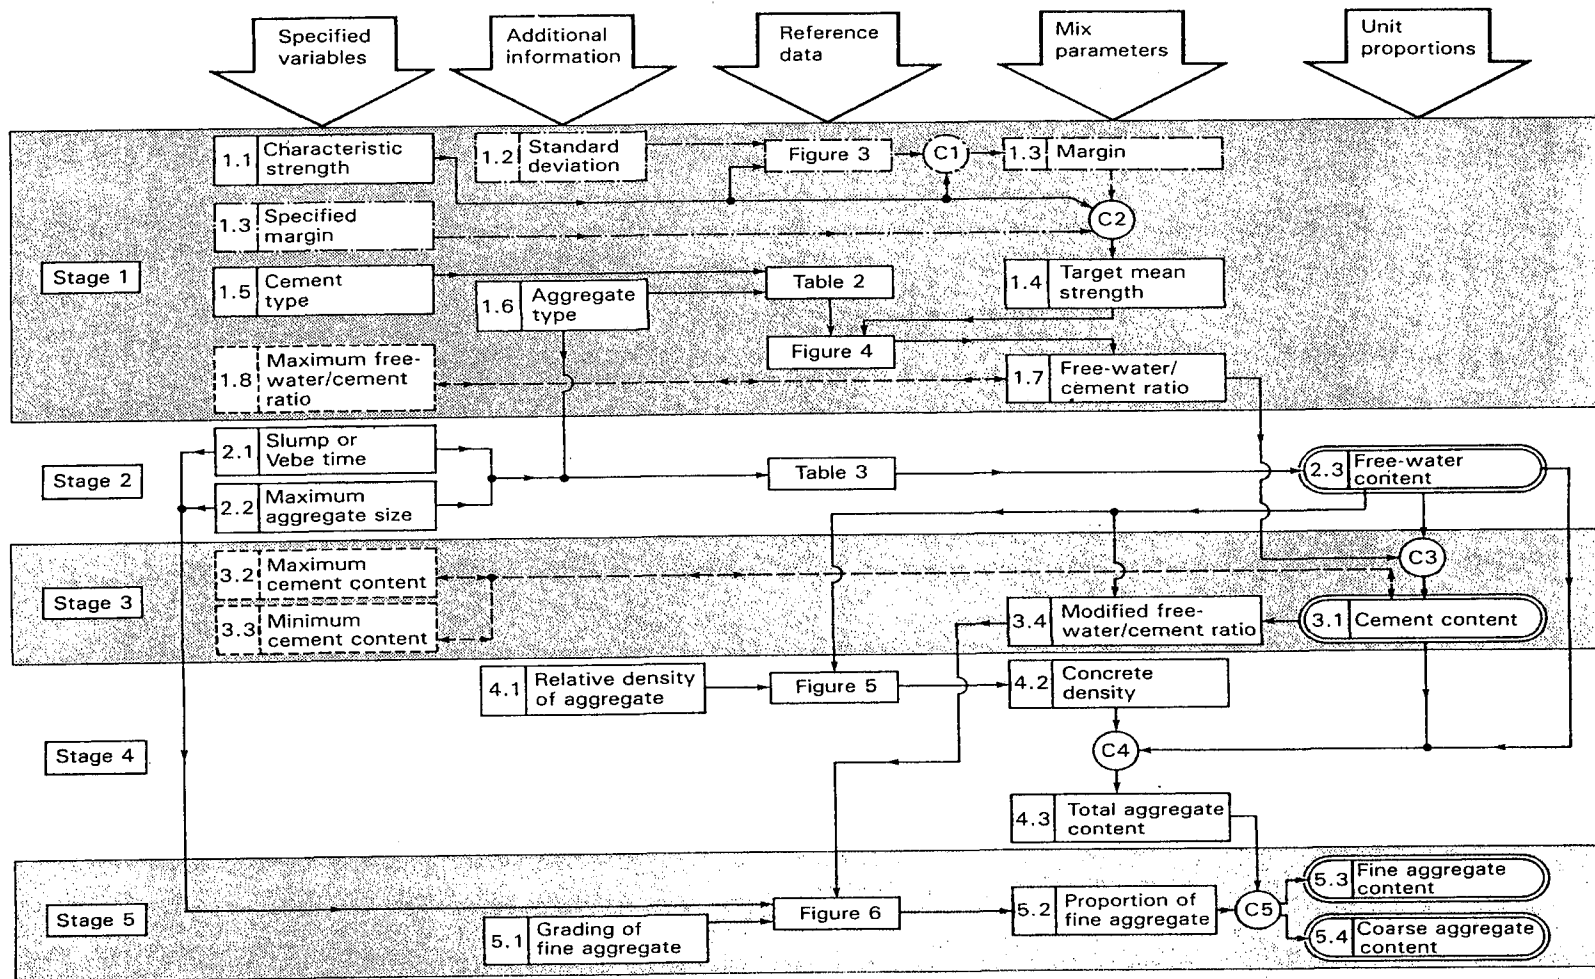 Specified
variables
Additional
information
Reference
data
Mix
parameters
Unit
proportions
Stage 1
1.1 Characteristic
strength
1.2 Standard
deviation
Figure 3
C1
1.3 Margin
1.3 Specified
margin
C2
1.5 Cement
type
1.6 Aggregate
type
Table 2
1.4 Target mean
strength
Figure 4
1.8 Maximum free-
water/cement
ratio
1.7 Free-water/
cement ratio
Stage 2
2.1 Slump or
Vebe time
2.2 Maximum
aggregate size
Table 3
2.3 Free-water
content
Stage 3
3.2 Maximum
cement content
3.3 Minimum
cement content
C3
3.4 Modified free-
water/cement ratio
3.1 Cement content
Stage 4
4.1 Relative density
of aggregate
Figure 5
4.2 Concrete
density
C4
4.3 Total aggregate
content
Stage 5
5.1 Grading of
fine aggregate
Figure 6
5.2 Proportion of
fine aggregate
C5
5.3 Fine aggregate
content
5.4 Coarse aggregate
content